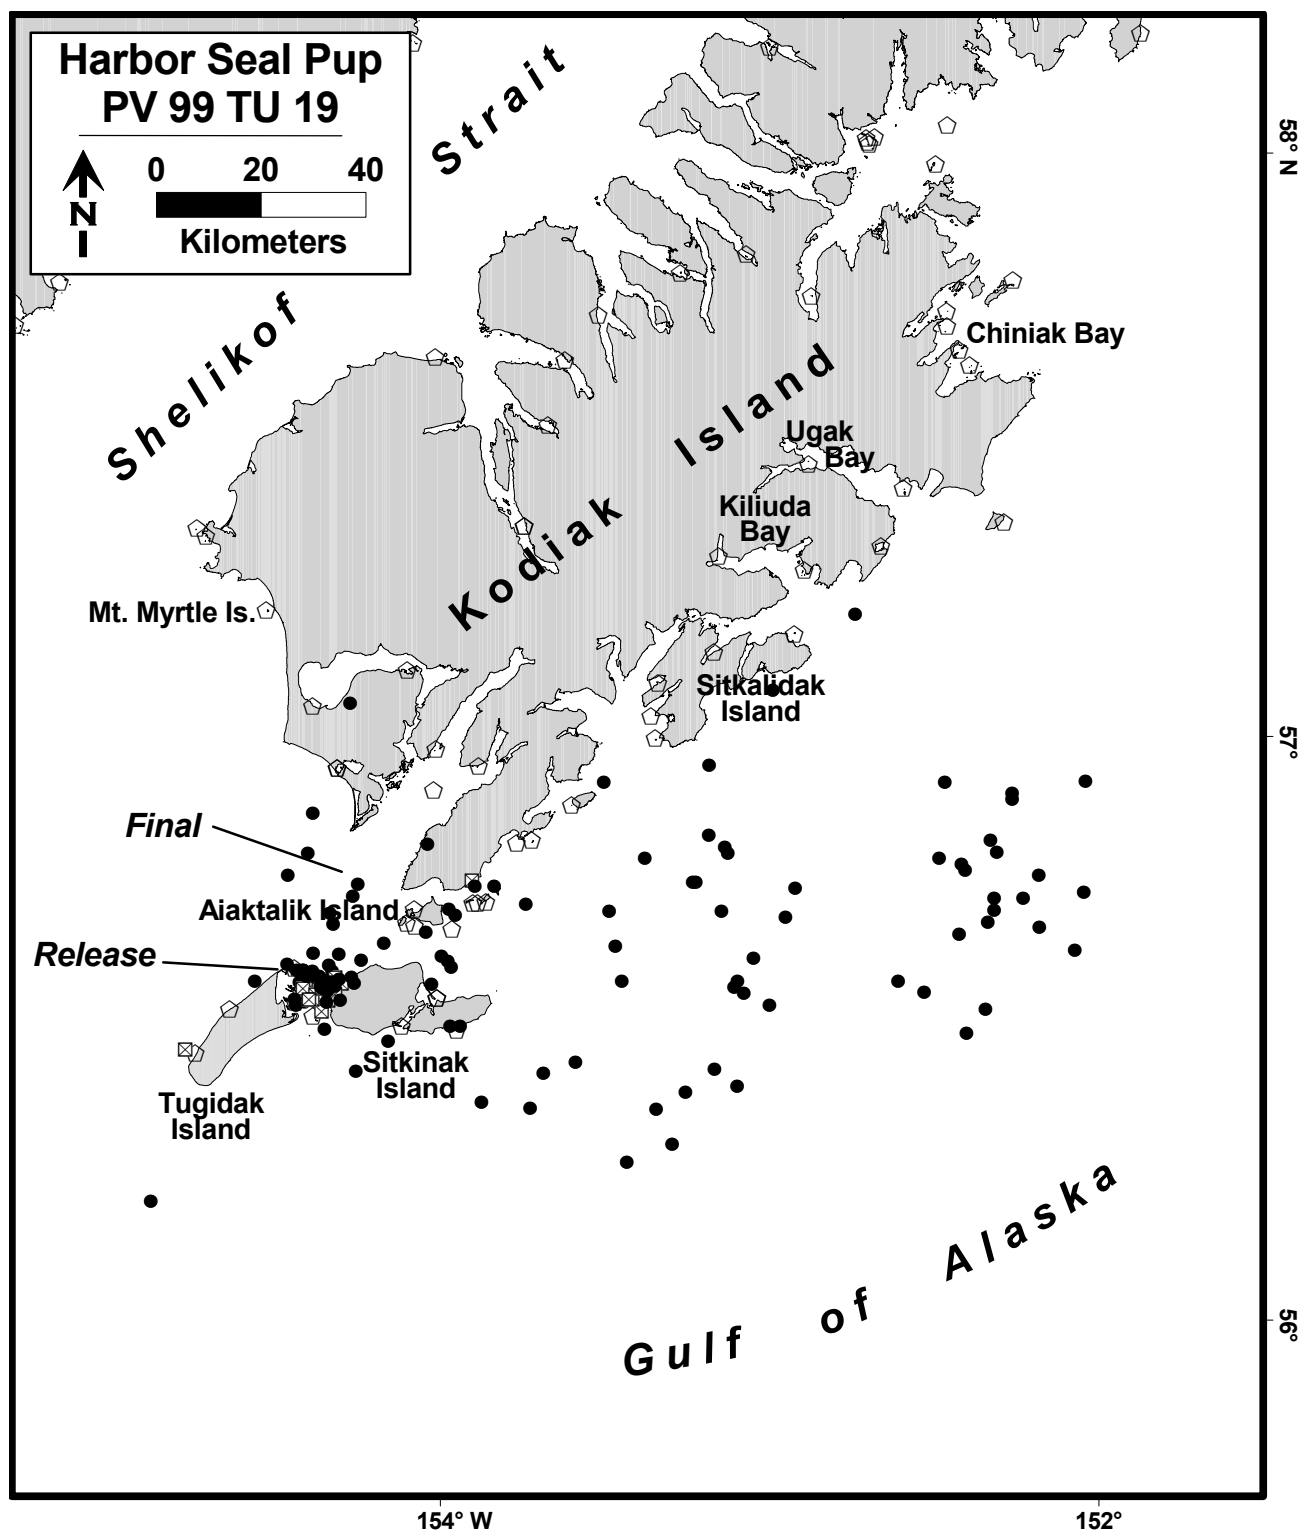 Harbor Seal Pup
PV 99 TU 19
0 20 40
N
Kilometers
Shelikof Strait
58° N
Chiniak Bay
Kodiak Island
Ugak
Bay
Kiliuda
Bay
Mt. Myrtle Is.
Sitkalidak
Island
57°
Final
Aiaktalik Island
Release
Sitkinak
Island
Tugidak
Island
Gulf of Alaska
56°
154° W
152°